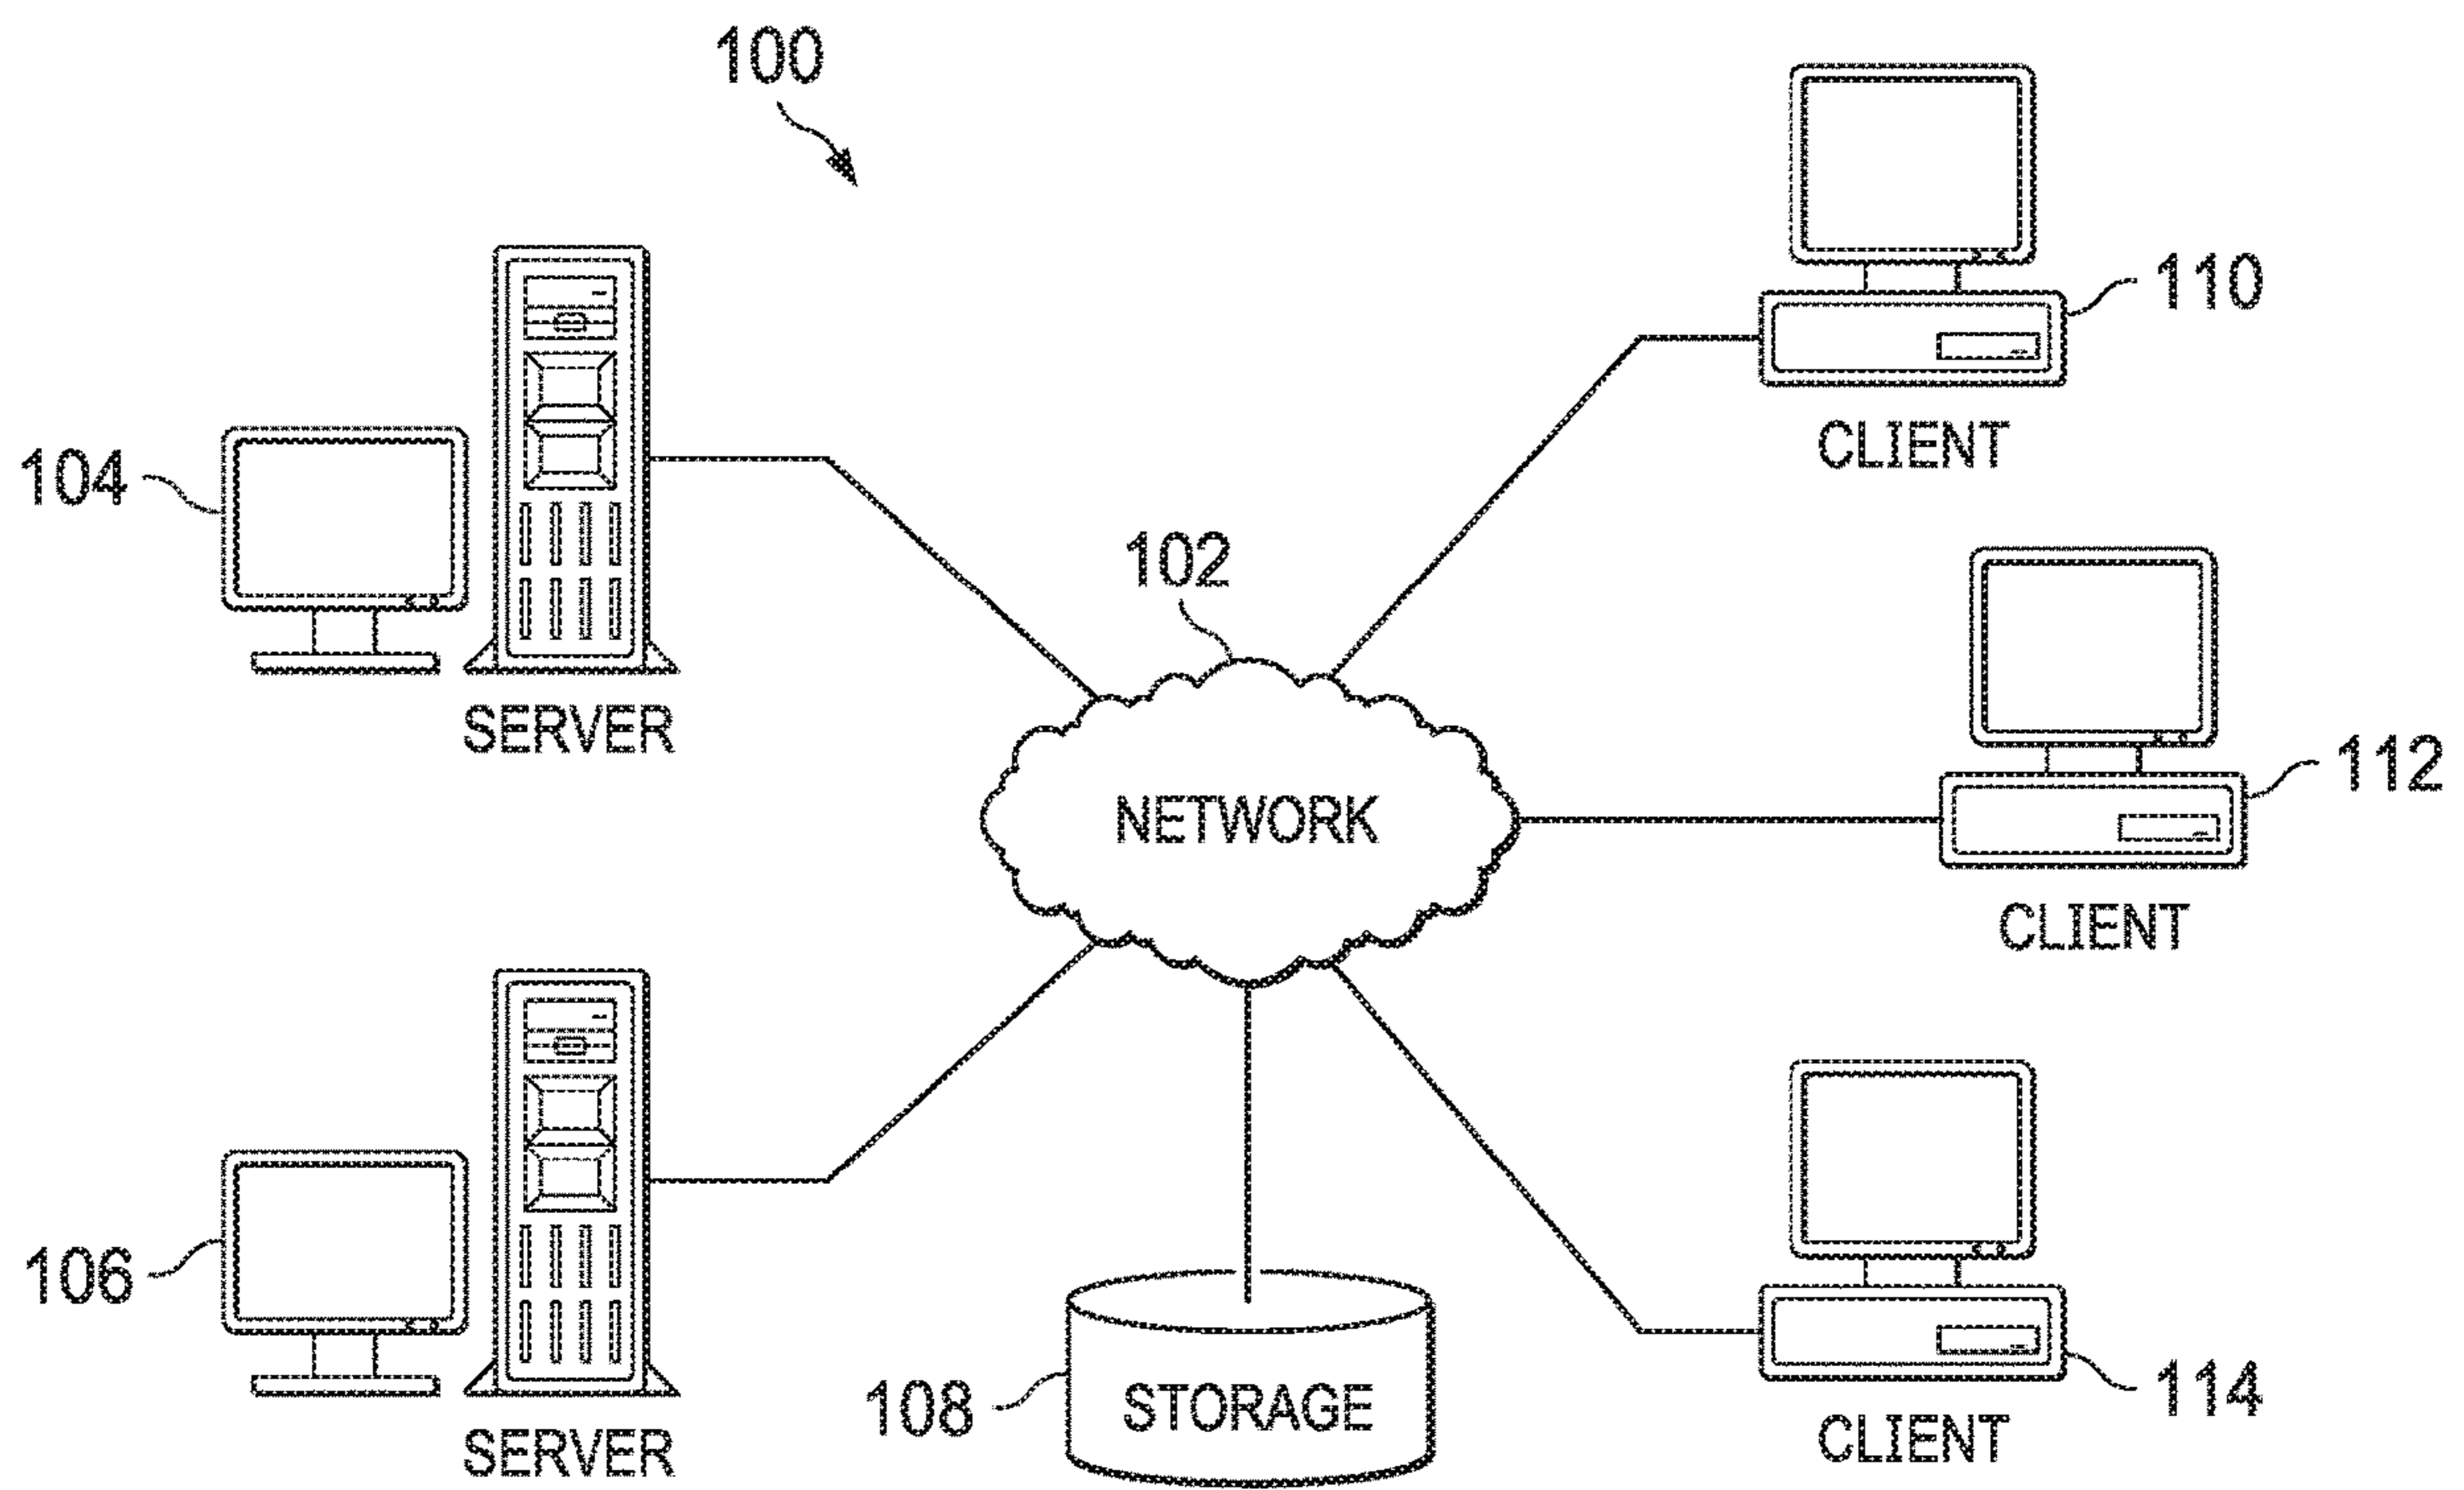 100
110
CLIENT
104
SERVER
102
NETWORK
112
CLIENT
106
SERVER
108
STORAGE
114
CLIENT